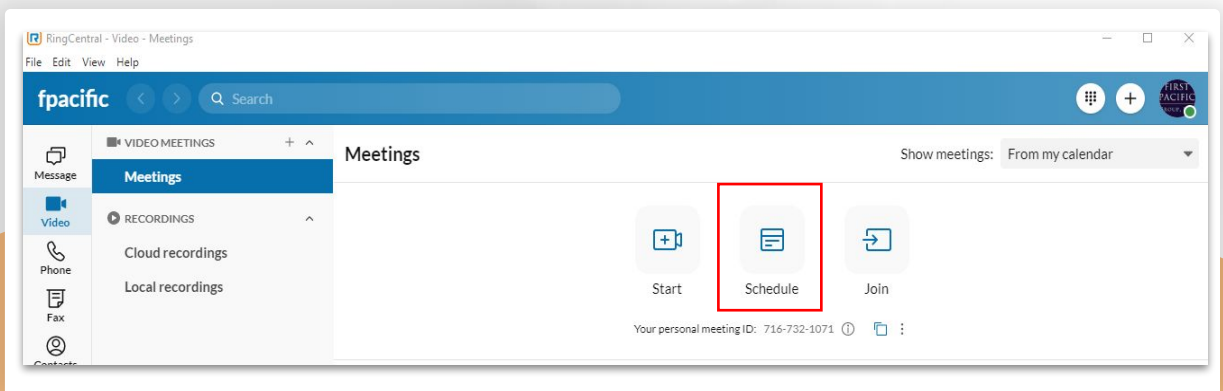 RingCentral - Video - Meetings
File Edit View Help
fpacific
Search
FIRST
PACIFIC
Message
Video
Phone
Fax
Contacts
VIDEO MEETINGS
Meetings
RECORDINGS
Cloud recordings
Local recordings
Meetings
Show meetings: From my calendar
Start Schedule Join
Your personal meeting ID: 716-732-1071